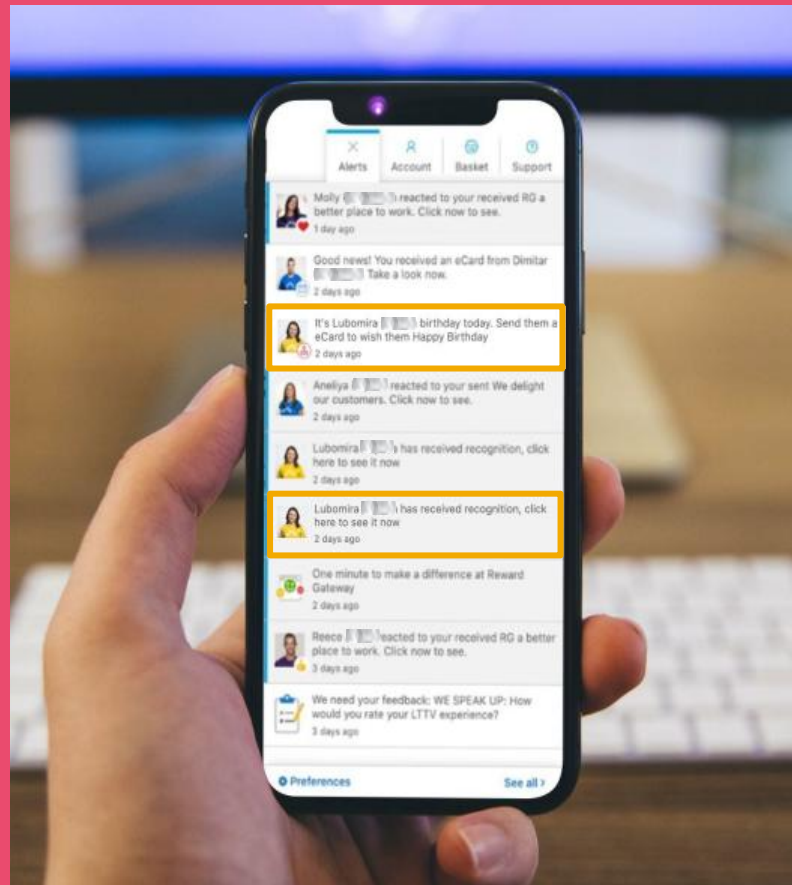 Alerts Account Basket Support
Molly reacted to your received RG a
better place to work. Click now to see.
1 day ago
Good news! You received an eCard from Dimitar
Take a look now.
2 days ago
It's Lubomira birthday today. Send them a
eCard to wish them Happy Birthday
2 days ago
Aneliya reacted to your sent We delight
our customers. Click now to see.
2 days ago
Lubomira has received recognition, click
here to see it now
2 days ago
Lubomira has received recognition, click
here to see it now
2 days ago
One minute to make a difference at Reward
Gateway
2 days ago
Reece reacted to your received RG a better
place to work. Click now to see.
3 days ago
We need your feedback: WE SPEAK UP: How
would you rate your LTTV experience?
3 days ago
Preferences See all >